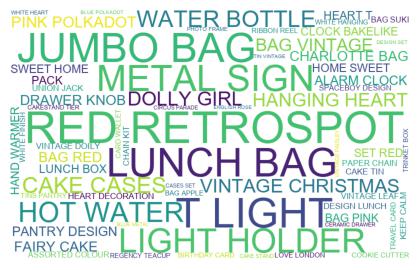 WATER HEART
BLUE POLKADOT
PINK POLKADOT
WATER BOTTLE
HEART T
BAG SUKI
WHITE HANGING
PHOTO FRAME
RIBBON REEL
CLOCK BAKELIKE
JUMBO BAG
BAG VINTAGE
DESIGN SET
TIN VINTAGE
CHARLOTTE BAG
SWEET HOME
METAL SIGN
HOME SWEET
PACK
ALARM CLOCK
UNION JACK
SPACEBOY DESIGN
DRAWER KNOB
DOLLY GIRL
HANGING HEART
CAKESTAND TIER
CIRCUS PARADE
ENGLISH ROSE
RED RETROSPOT
HAND WARMER
WHITE FINISH
VINTAGE DOILY
CHAIN KIT
CARD WALLET
LUNCH BAG
SET RED
TRINKET BOX
BAG RED
PAPER CHAIN
LUNCH BOX
CAKE TIN
CAKE CASES
CASES SET
VINTAGE CHRISTMAS
TINS PANTRY
HEART DECORATION
BAG APPLE
VINTAGE LEAF
DESIGN LUNCH
HOT WATER
T LIGHT
BAG PINK
TRAVEL CARD
KEEP CALM
CERAMIC DRAWER
PANTRY DESIGN
LIGHT HOLDER
FAIRY CAKE
ASSORTED COLOUR
REGENCY TEACUP
BIRTHDAY CARD
CAKE STAND
LOVE LONDON
COOKIE CUTTER